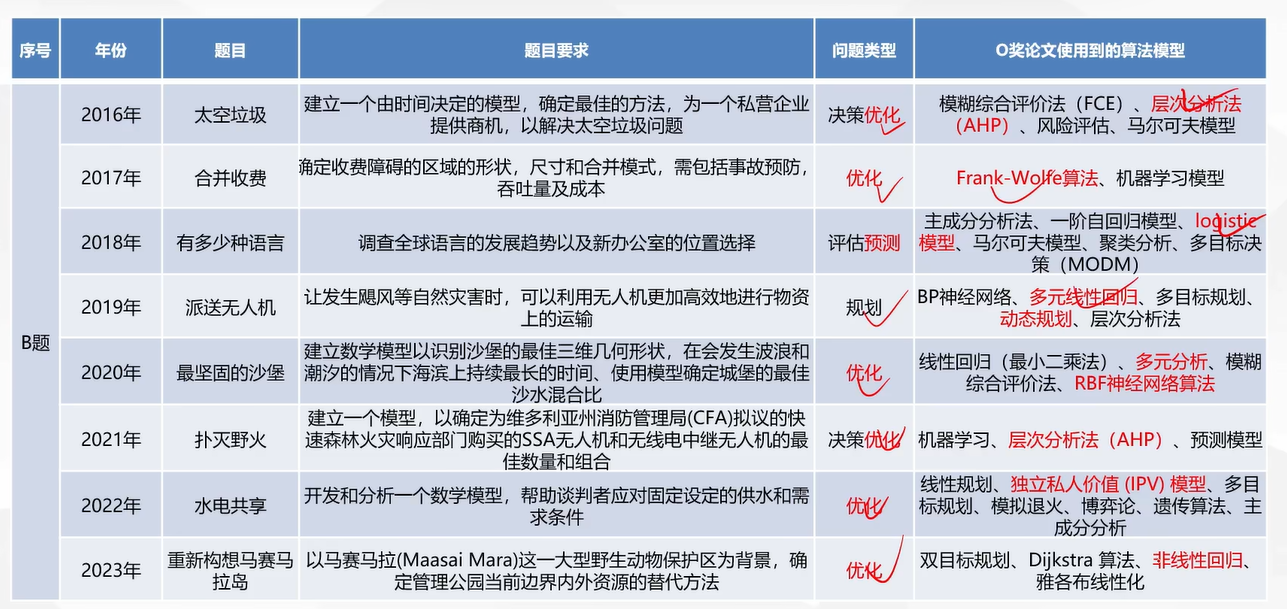 序号 年份 题目 题目要求 问题类型 O奖论文使用到的算法模型
B题
2016年 太空垃圾 建立一个由时间决定的模型，确定最佳的方法，为一个私营企业
提供商机，以解决太空垃圾问题
决策优化
模糊综合评价法（FCE）、层次分析法
（AHP）、风险评估、马尔可夫模型
2017年 合并收费 确定收费障碍的区域的形状，尺寸和合并模式，需包括事故预防，
吞吐量及成本
优化
Frank-Wolfe算法、机器学习模型
2018年 有多少种语言 调查全球语言的发展趋势以及新办公室的位置选择
评估预测
主成分分析法、一阶自回归模型、logistic
模型、马尔可夫模型、聚类分析、多目标决
策（MODM）
2019年 派送无人机 让发生飓风等自然灾害时，可以利用无人机更加高效地进行物资
上的运输
规划
BP神经网络、多元线性回归、多目标规划、
动态规划、层次分析法
2020年 最坚固的沙堡 建立数学模型以识别沙堡的最佳三维几何形状，在会发生波浪和
潮汐的情况下海滨上持续最长的时间、使用模型确定城堡的最佳
沙水混合比
优化
线性回归（最小二乘法）、多元分析、模糊
综合评价法、RBF神经网络算法
2021年 扑灭野火 建立一个模型，以确定为维多利亚州消防管理局(CFA)拟议的快
速森林火灾响应部门购买的SSA无人机和无线电中继无人机的最
佳数量和组合
决策优化
机器学习、层次分析法（AHP）、预测模型
2022年 水电共享 开发和分析一个数学模型，帮助谈判者应对固定设定的供水和需
求条件
优化
线性规划、独立私人价值 (IPV) 模型、多目
标规划、模拟退火、博弈论、遗传算法、主
成分分析
2023年 重新构想马赛马
拉岛
以马赛马拉(Maasai Mara)这一大型野生动物保护区为背景，确
定管理公园当前边界内外资源的替代方法
优化
双目标规划、Dijkstra 算法、非线性回归、
雅各布线性化